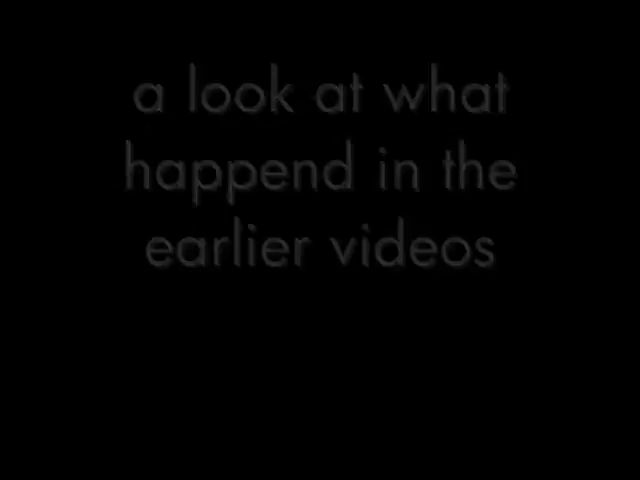 a look at what
happend in the
earlier videos